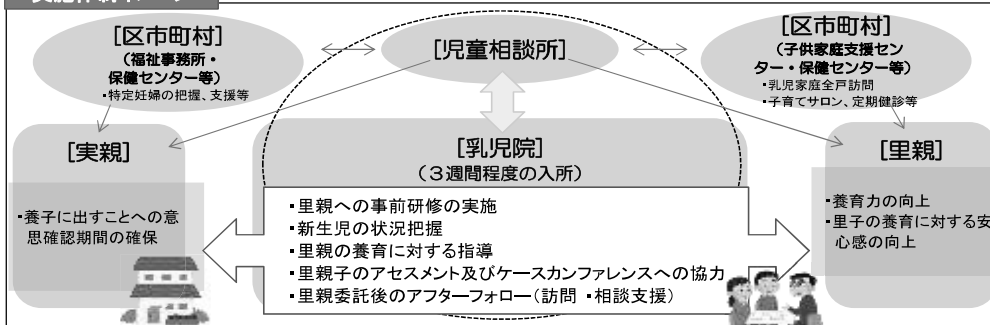 [区市町村]
(福祉事務所・
保健センター等)
・特定妊婦の把握、支援等
[児童相談所]
[区市町村]
(子供家庭支援セン
ター・保健センター等)
・乳児家庭全戸訪問
・子育てサロン、定期健診等
[実親]
・養子に出すことへの意
思確認期間の確保
[乳児院]
(3週間程度の入所)
・里親への事前研修の実施
・新生児の状況把握
・里親の養育に対する指導
・里親子のアセスメント及びケースカンファレンスへの協力
・里親委託後のアフターフォロー(訪問・相談支援)
[里親]
・養育力の向上
・里子の養育に対する安
心感の向上